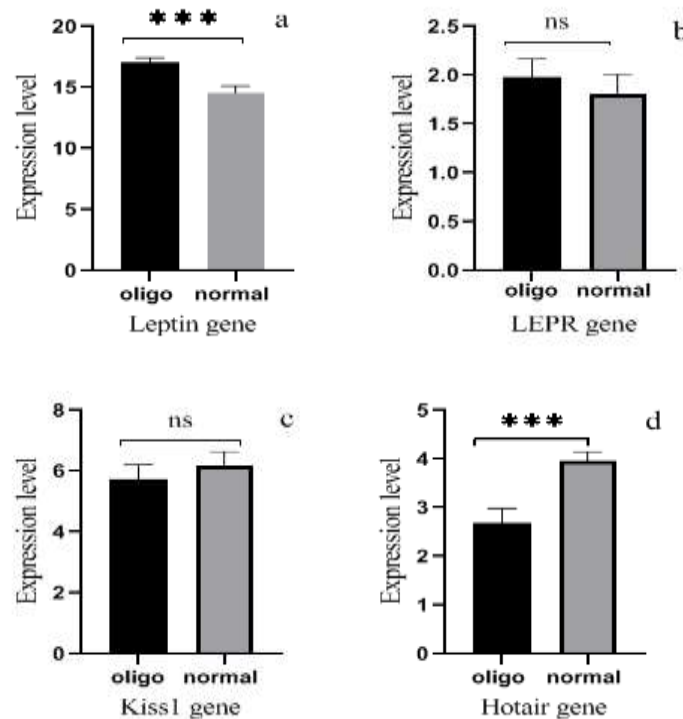 ✱✱✱
a
Expression level
20
15
10
5
0
oligo normal
Leptin gene
ns
b
Expression level
2.5
2.0
1.5
1.0
0.5
0.0
oligo normal
LEPR gene
ns
c
Expression level
8
6
4
2
0
oligo normal
Kiss1 gene
✱✱✱
d
Expression level
5
4
3
2
1
0
oligo normal
Hotair gene